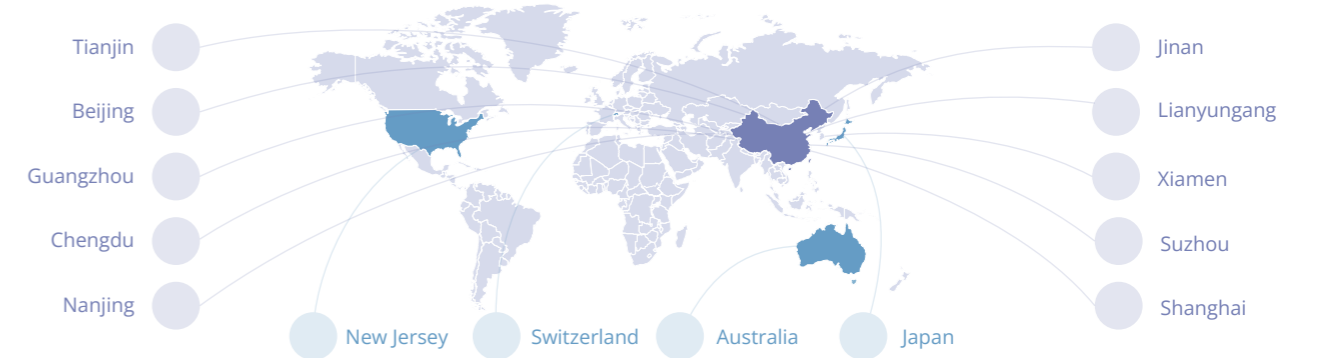 Tianjin
Beijing
Guangzhou
Chengdu
Nanjing
New Jersey
Switzerland
Australia
Japan
Jinan
Lianyungang
Xiamen
Suzhou
Shanghai